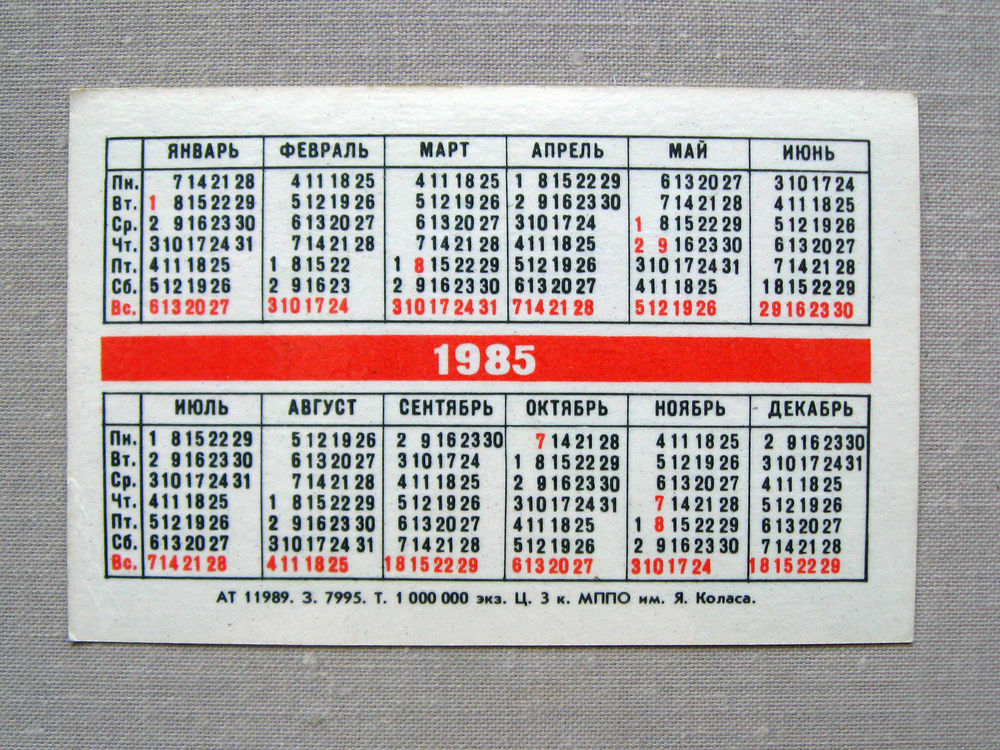 ЯНВАРЬ ФЕВРАЛЬ МАРТ АПРЕЛЬ МАЙ ИЮНЬ
Пн. 7 14 21 28 4 11 18 25 4 11 18 25 1 8 15 22 29 6 13 20 27 3 10 17 24
Вт. 1 8 15 22 29 5 12 19 26 5 12 19 26 2 9 16 23 30 7 14 21 28 4 11 18 25
Ср. 2 9 16 23 30 6 13 20 27 6 13 20 27 3 10 17 24 1 8 15 22 29 5 12 19 26
Чт. 3 10 17 24 31 7 14 21 28 7 14 21 28 4 11 18 25 2 9 16 23 30 6 13 20 27
Пт. 4 11 18 25 1 8 15 22 1 8 15 22 29 5 12 19 26 3 10 17 24 31 7 14 21 28
Сб. 5 12 19 26 2 9 16 23 2 9 16 23 30 6 13 20 27 4 11 18 25 1 8 15 22 29
Вс. 6 13 20 27 3 10 17 24 3 10 17 24 31 7 14 21 28 5 12 19 26 2 9 16 23 30
1985
ИЮЛЬ АВГУСТ СЕНТЯБРЬ ОКТЯБРЬ НОЯБРЬ ДЕКАБРЬ
Пн. 1 8 15 22 29 5 12 19 26 2 9 16 23 30 7 14 21 28 4 11 18 25 2 9 16 23 30
Вт. 2 9 16 23 30 6 13 20 27 3 10 17 24 1 8 15 22 29 5 12 19 26 3 10 17 24 31
Ср. 3 10 17 24 31 7 14 21 28 4 11 18 25 2 9 16 23 30 6 13 20 27 4 11 18 25
Чт. 4 11 18 25 1 8 15 22 29 5 12 19 26 3 10 17 24 31 7 14 21 28 5 12 19 26
Пт. 5 12 19 26 2 9 16 23 30 6 13 20 27 4 11 18 25 1 8 15 22 29 6 13 20 27
Сб. 6 13 20 27 3 10 17 24 31 7 14 21 28 5 12 19 26 2 9 16 23 30 7 14 21 28
Вс. 7 14 21 28 4 11 18 25 1 8 15 22 29 6 13 20 27 3 10 17 24 1 8 15 22 29
АТ 11989. З. 7995. Т. 1 000 000 экз. Ц. 3 к. МППО им. Я. Коласа.